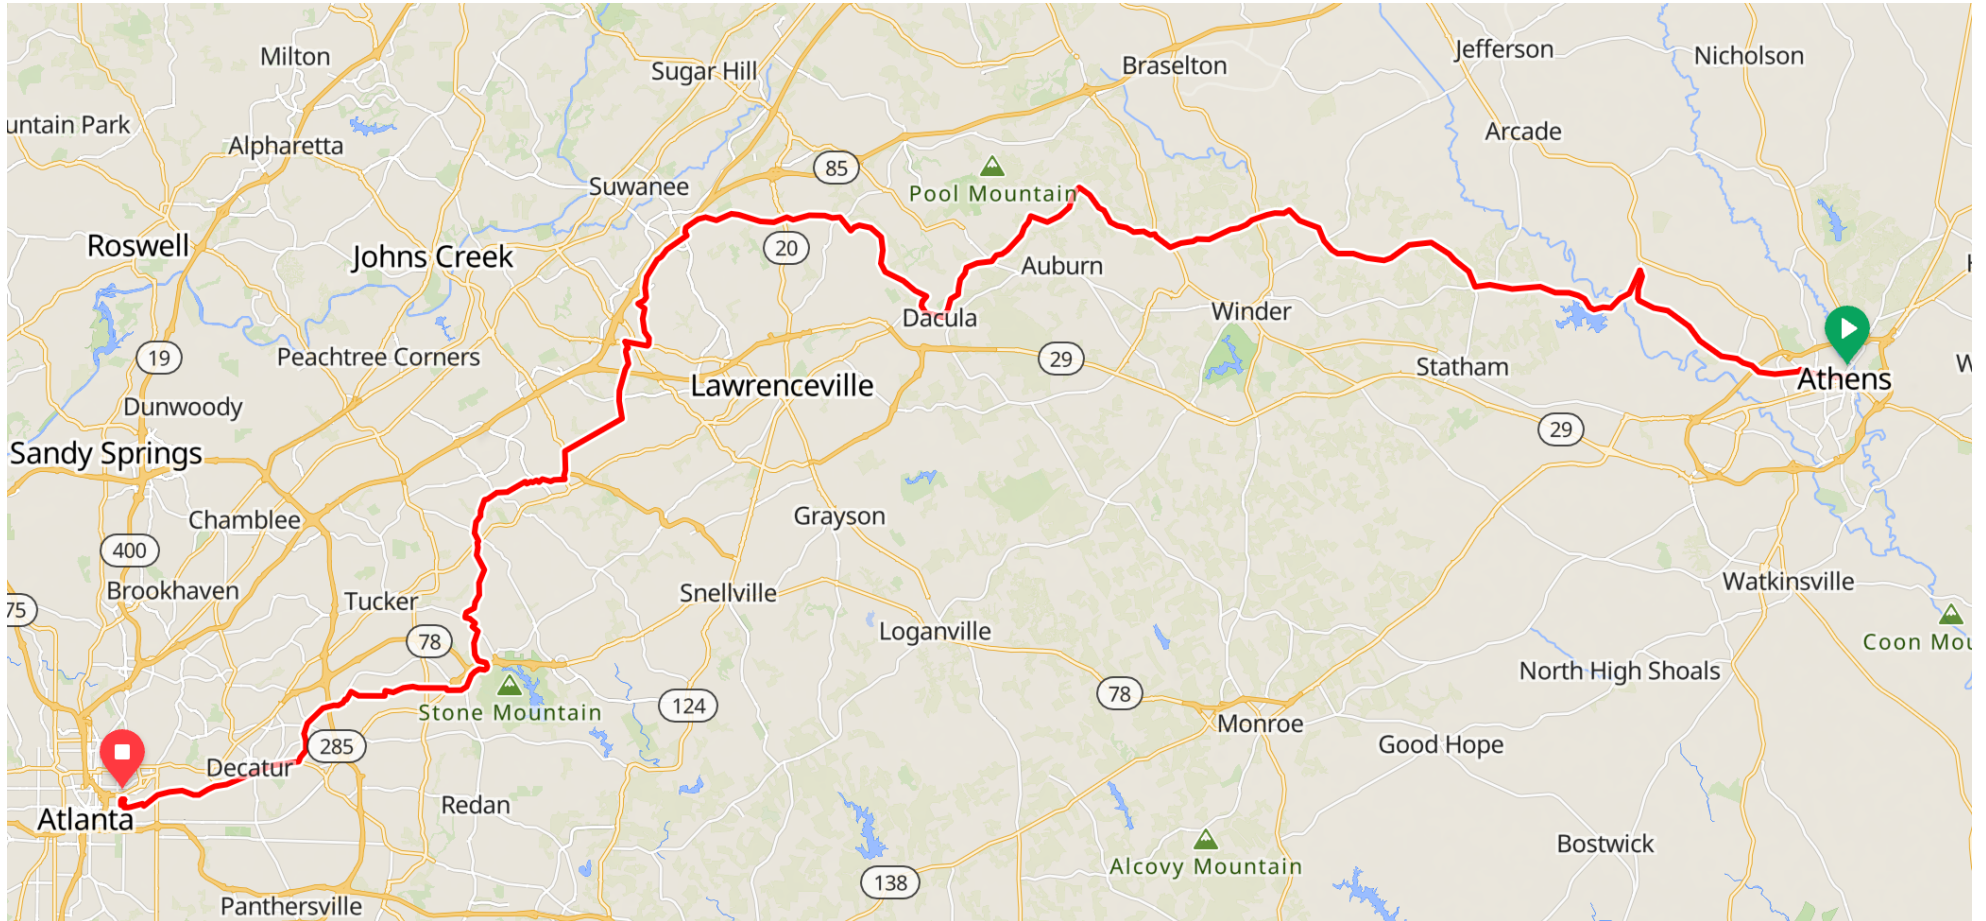 Milton
Sugar Hill
Braselton
Jefferson
Nicholson
untain Park
Alpharetta
Arcade
85
Suwanee
Pool Mountain
Roswell
Johns Creek
20
Auburn
H
Winder
Dacula
19
Peachtree Corners
29
Statham
W
Lawrenceville
Athens
Dunwoody
29
Sandy Springs
Chamblee
Grayson
400
Brookhaven
Watkinsville
75
Tucker
Snellville
78
Loganville
Coon Mou
North High Shoals
78
Stone Mountain
124
Monroe
285
Good Hope
Decatur
Redan
Atlanta
Bostwick
Alcovy Mountain
138
Panthersville